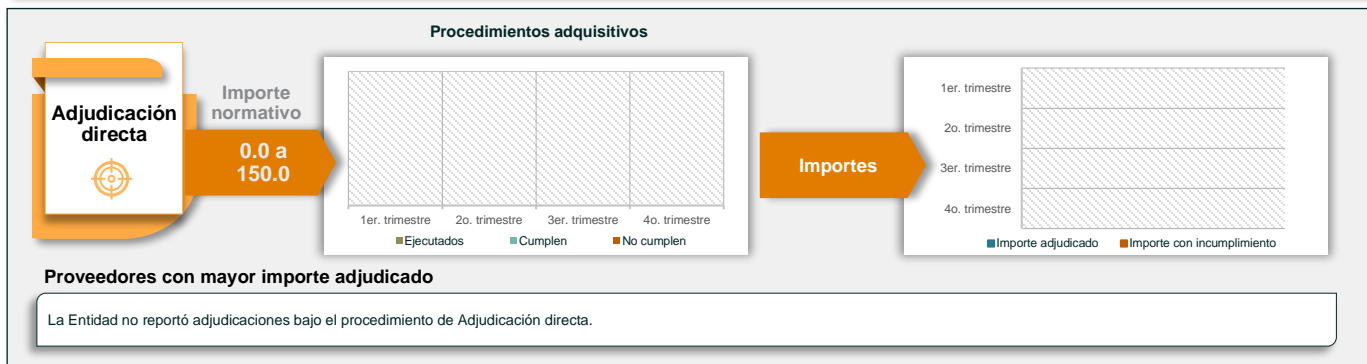 Procedimientos adquisitivos
Adjudicación
directa
Importe
normativo
0.0 a
150.0
1er. trimestre 2o. trimestre 3er. trimestre 4o. trimestre
Ejecutados Cumplen No cumplen
Importes
1er. trimestre
2o. trimestre
3er. trimestre
4o. trimestre
Importe adjudicado Importe con incumplimiento
Proveedores con mayor importe adjudicado
La Entidad no reportó adjudicaciones bajo el procedimiento de Adjudicación directa.